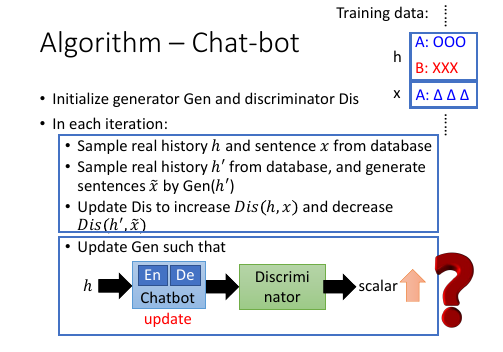 Training data:
Algorithm – Chat-bot
A: OOO
h
B: XXX
x
A: Δ Δ Δ
• Initialize generator Gen and discriminator Dis
• In each iteration:
• Sample real history ℎ and sentence 𝑥 from database
• Sample real history ℎ′ from database, and generate
sentences 𝑥̃ by Gen(ℎ′)
• Update Dis to increase 𝐷𝑖𝑠(ℎ, 𝑥) and decrease
𝐷𝑖𝑠(ℎ′, 𝑥̃)
• Update Gen such that
En De
ℎ
Chatbot
Discrimi
nator
scalar
update
?